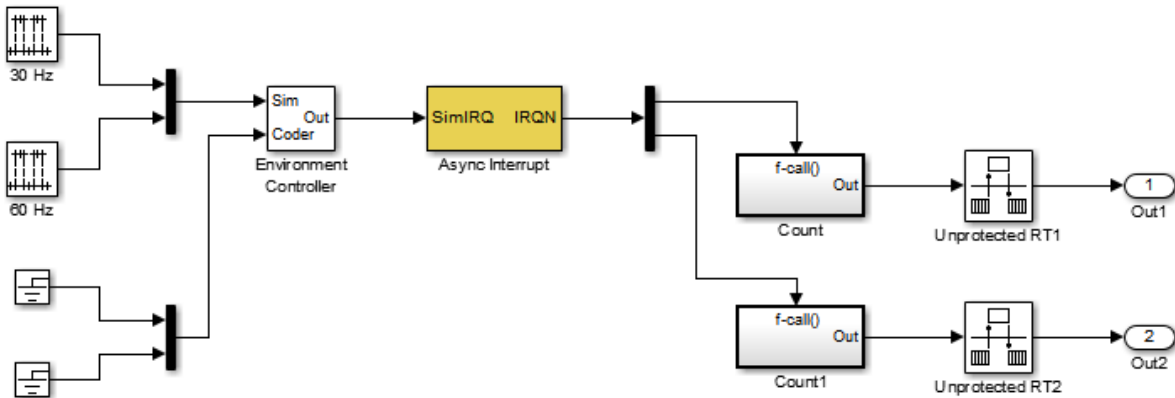 30 Hz
60 Hz
Sim
Out
Coder
Environment
Controller
SimIRQ IRQN
Async Interrupt
f-call()
Out
Count
Unprotected RT1
1
Out1
f-call()
Out
Count1
Unprotected RT2
2
Out2